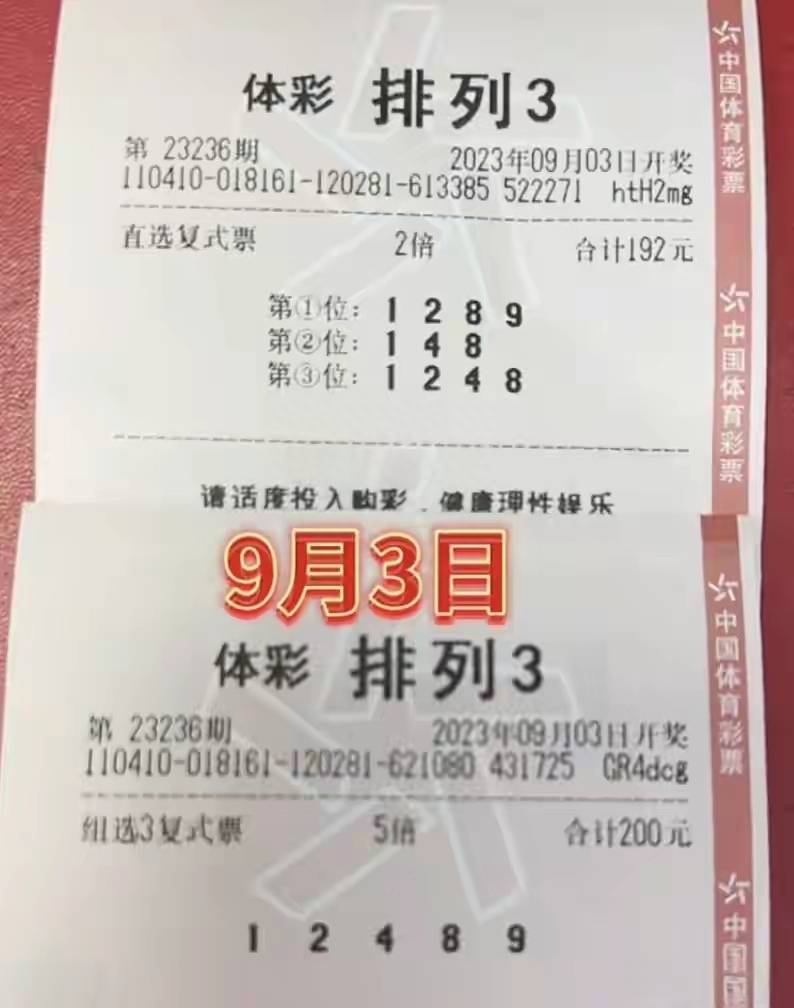 体彩 排列3
第 23236期 2023年09月03日开奖
110410-018161-120281-613385 522271 htH2mg
直选复式票 2倍 合计192元
第①位: 1 2 8 9
第②位: 1 4 8
第③位: 1 2 4 8
请适度投入购彩，健康理性娱乐
9月3日
体彩 排列3
第 23236期 2023年09月03日开奖
110410-018161-120281-621080 431725 GR4dcg
组选3复式票 5倍 合计200元
1 2 4 8 9
中国体育彩票
中国体育彩票
中国体育彩票
中国